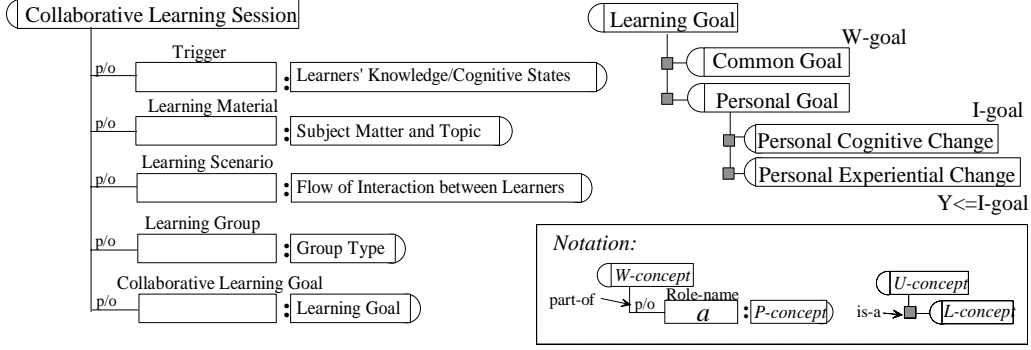 Collaborative Learning Session
Trigger
p/o
: Learners' Knowledge/Cognitive States
Learning Material
p/o
: Subject Matter and Topic
Learning Scenario
p/o
: Flow of Interaction between Learners
Learning Group
p/o
: Group Type
Collaborative Learning Goal
p/o
: Learning Goal
Learning Goal
W-goal
Common Goal
Personal Goal
I-goal
Personal Cognitive Change
Personal Experiential Change
Y<=I-goal
Notation:
W-concept
part-of
p/o
Role-name
a
: P-concept
U-concept
is-a
L-concept